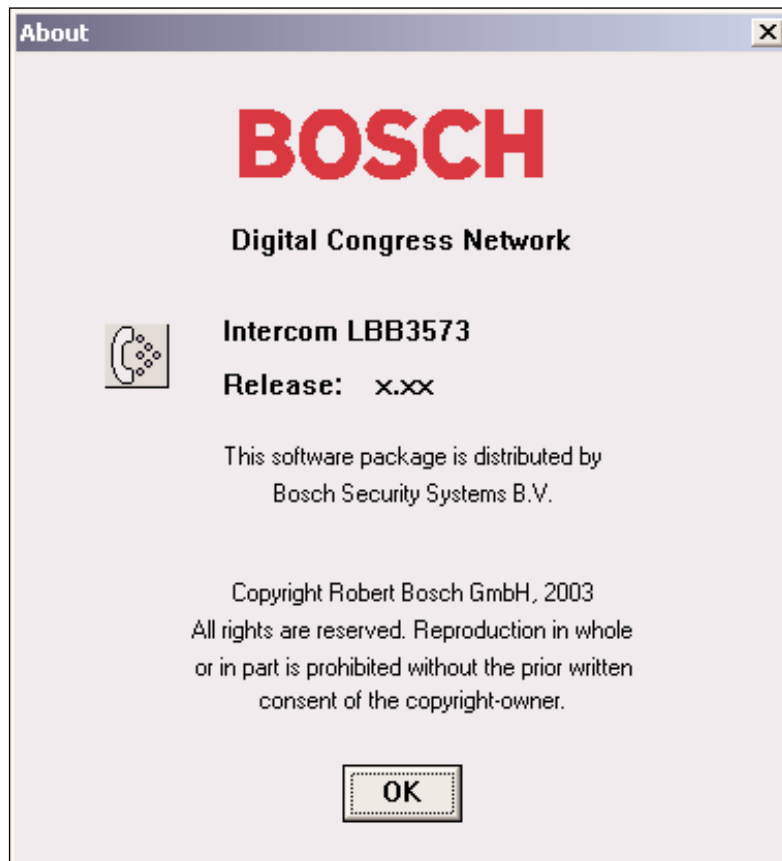 About
BOSCH
Digital Congress Network
Intercom LBB3573
Release: x.xx
This software package is distributed by
Bosch Security Systems B.V.
Copyright Robert Bosch GmbH, 2003
All rights are reserved. Reproduction in whole
or in part is prohibited without the prior written
consent of the copyright-owner.
OK